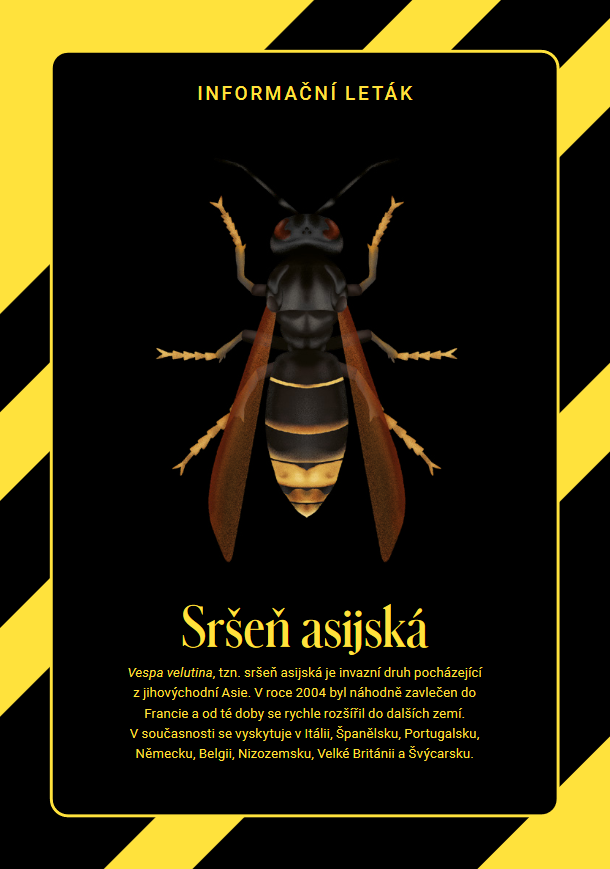 INFORMAČNÍ LETÁK
Sršeň asijská
Vespa velutina, tzn. sršeň asijská je invazní druh pocházející
z jihovýchodní Asie. V roce 2004 byl náhodně zavlečen do
Francie a od té doby se rychle rozšířil do dalších zemí.
V současnosti se vyskytuje v Itálii, Španělsku, Portugalsku,
Německu, Belgii, Nizozemsku, Velké Británii a Švýcarsku.